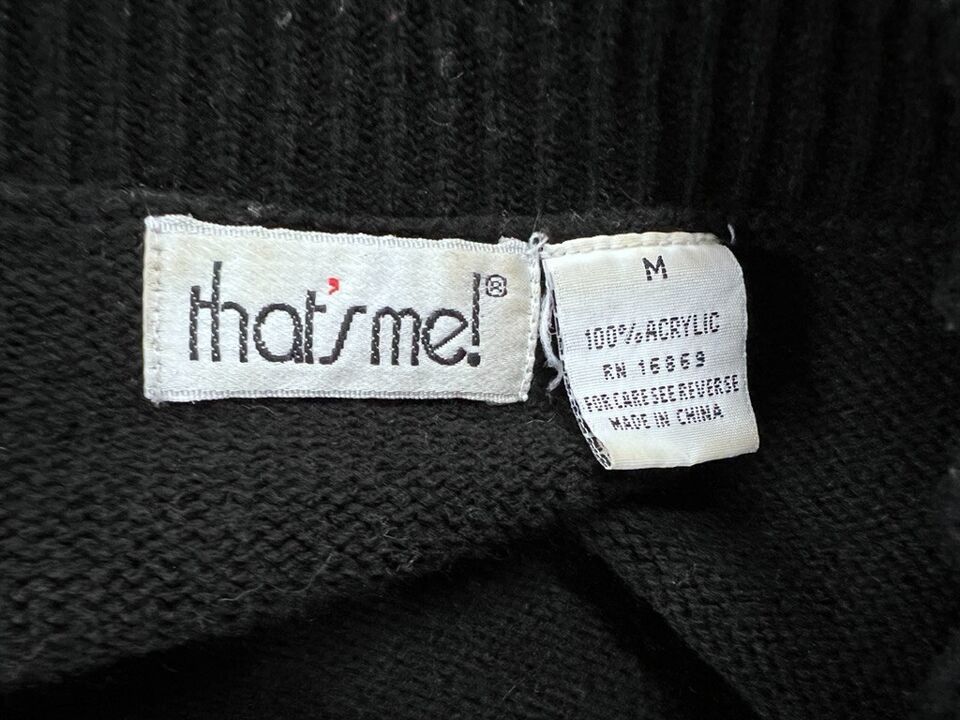 that's me!®
M
100% ACRYLIC
RN 16869
FOR CARE SEE REVERSE
MADE IN CHINA